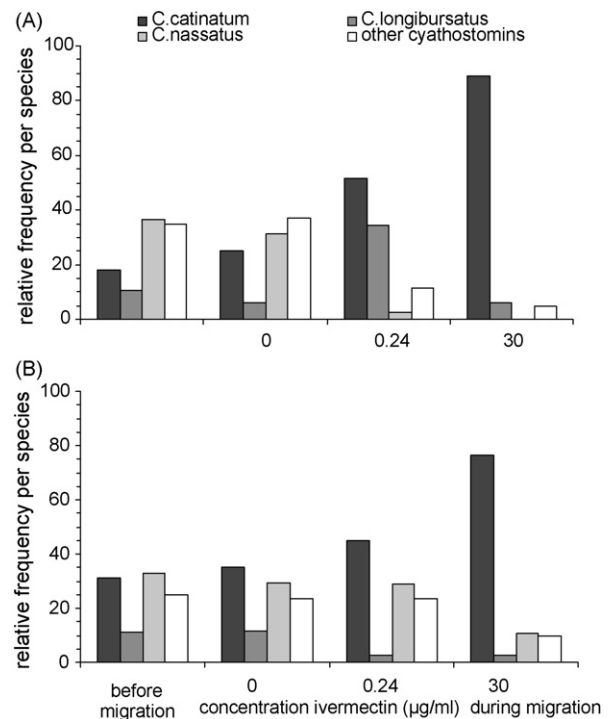 (A)
C.catinatum C.longibursatus
C.nassatus other cyathostomins
relative frequency per species
100
80
60
40
20
0
0 0.24 30
(B)
relative frequency per species
100
80
60
40
20
0
before migration
0 0.24 30
concentration ivermectin (µg/ml) during migration